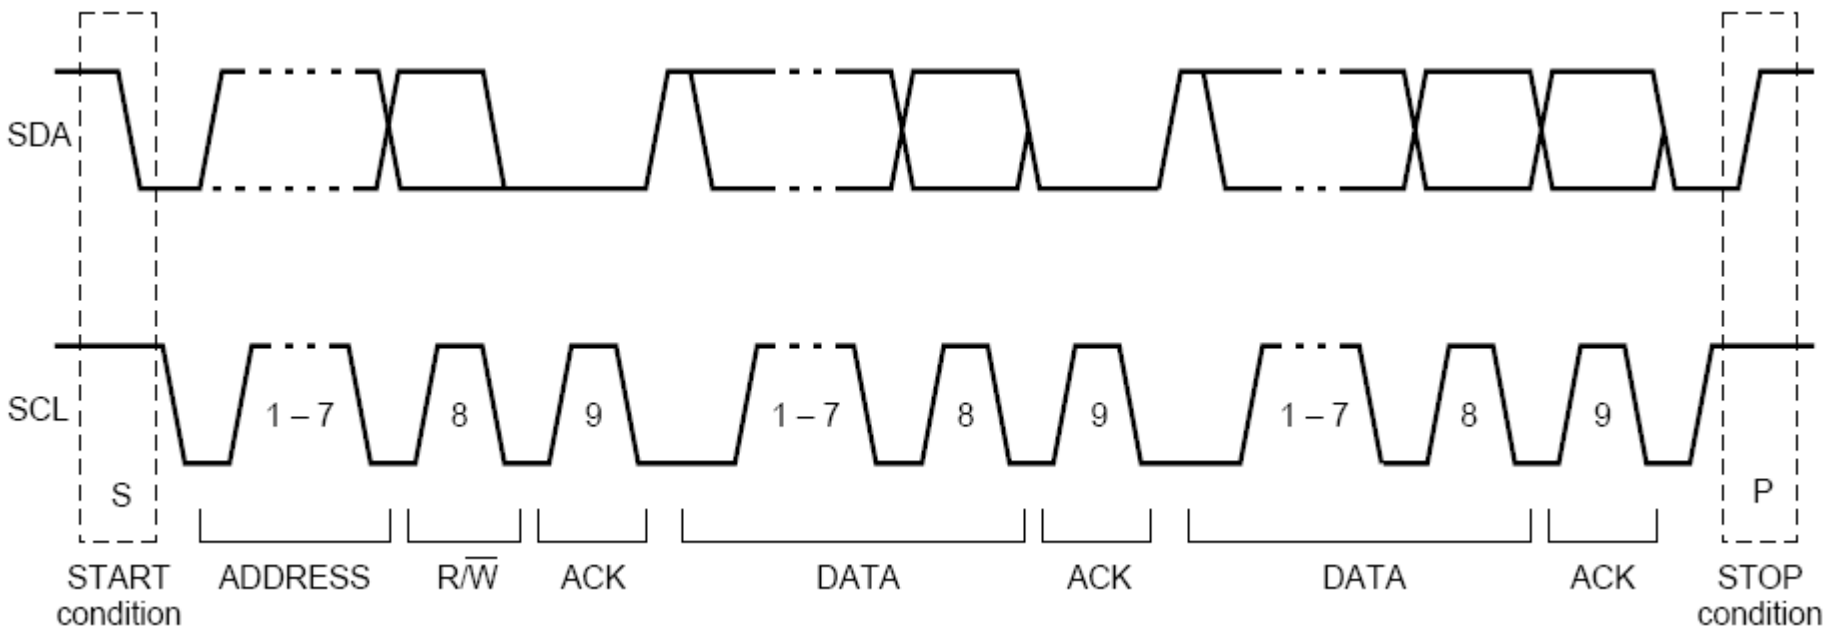 SDA
SCL
1 – 7
8
9
1 – 7
8
9
1 – 7
8
9
S
P
START
condition
ADDRESS
R/W̅
ACK
DATA
ACK
DATA
ACK
STOP
condition